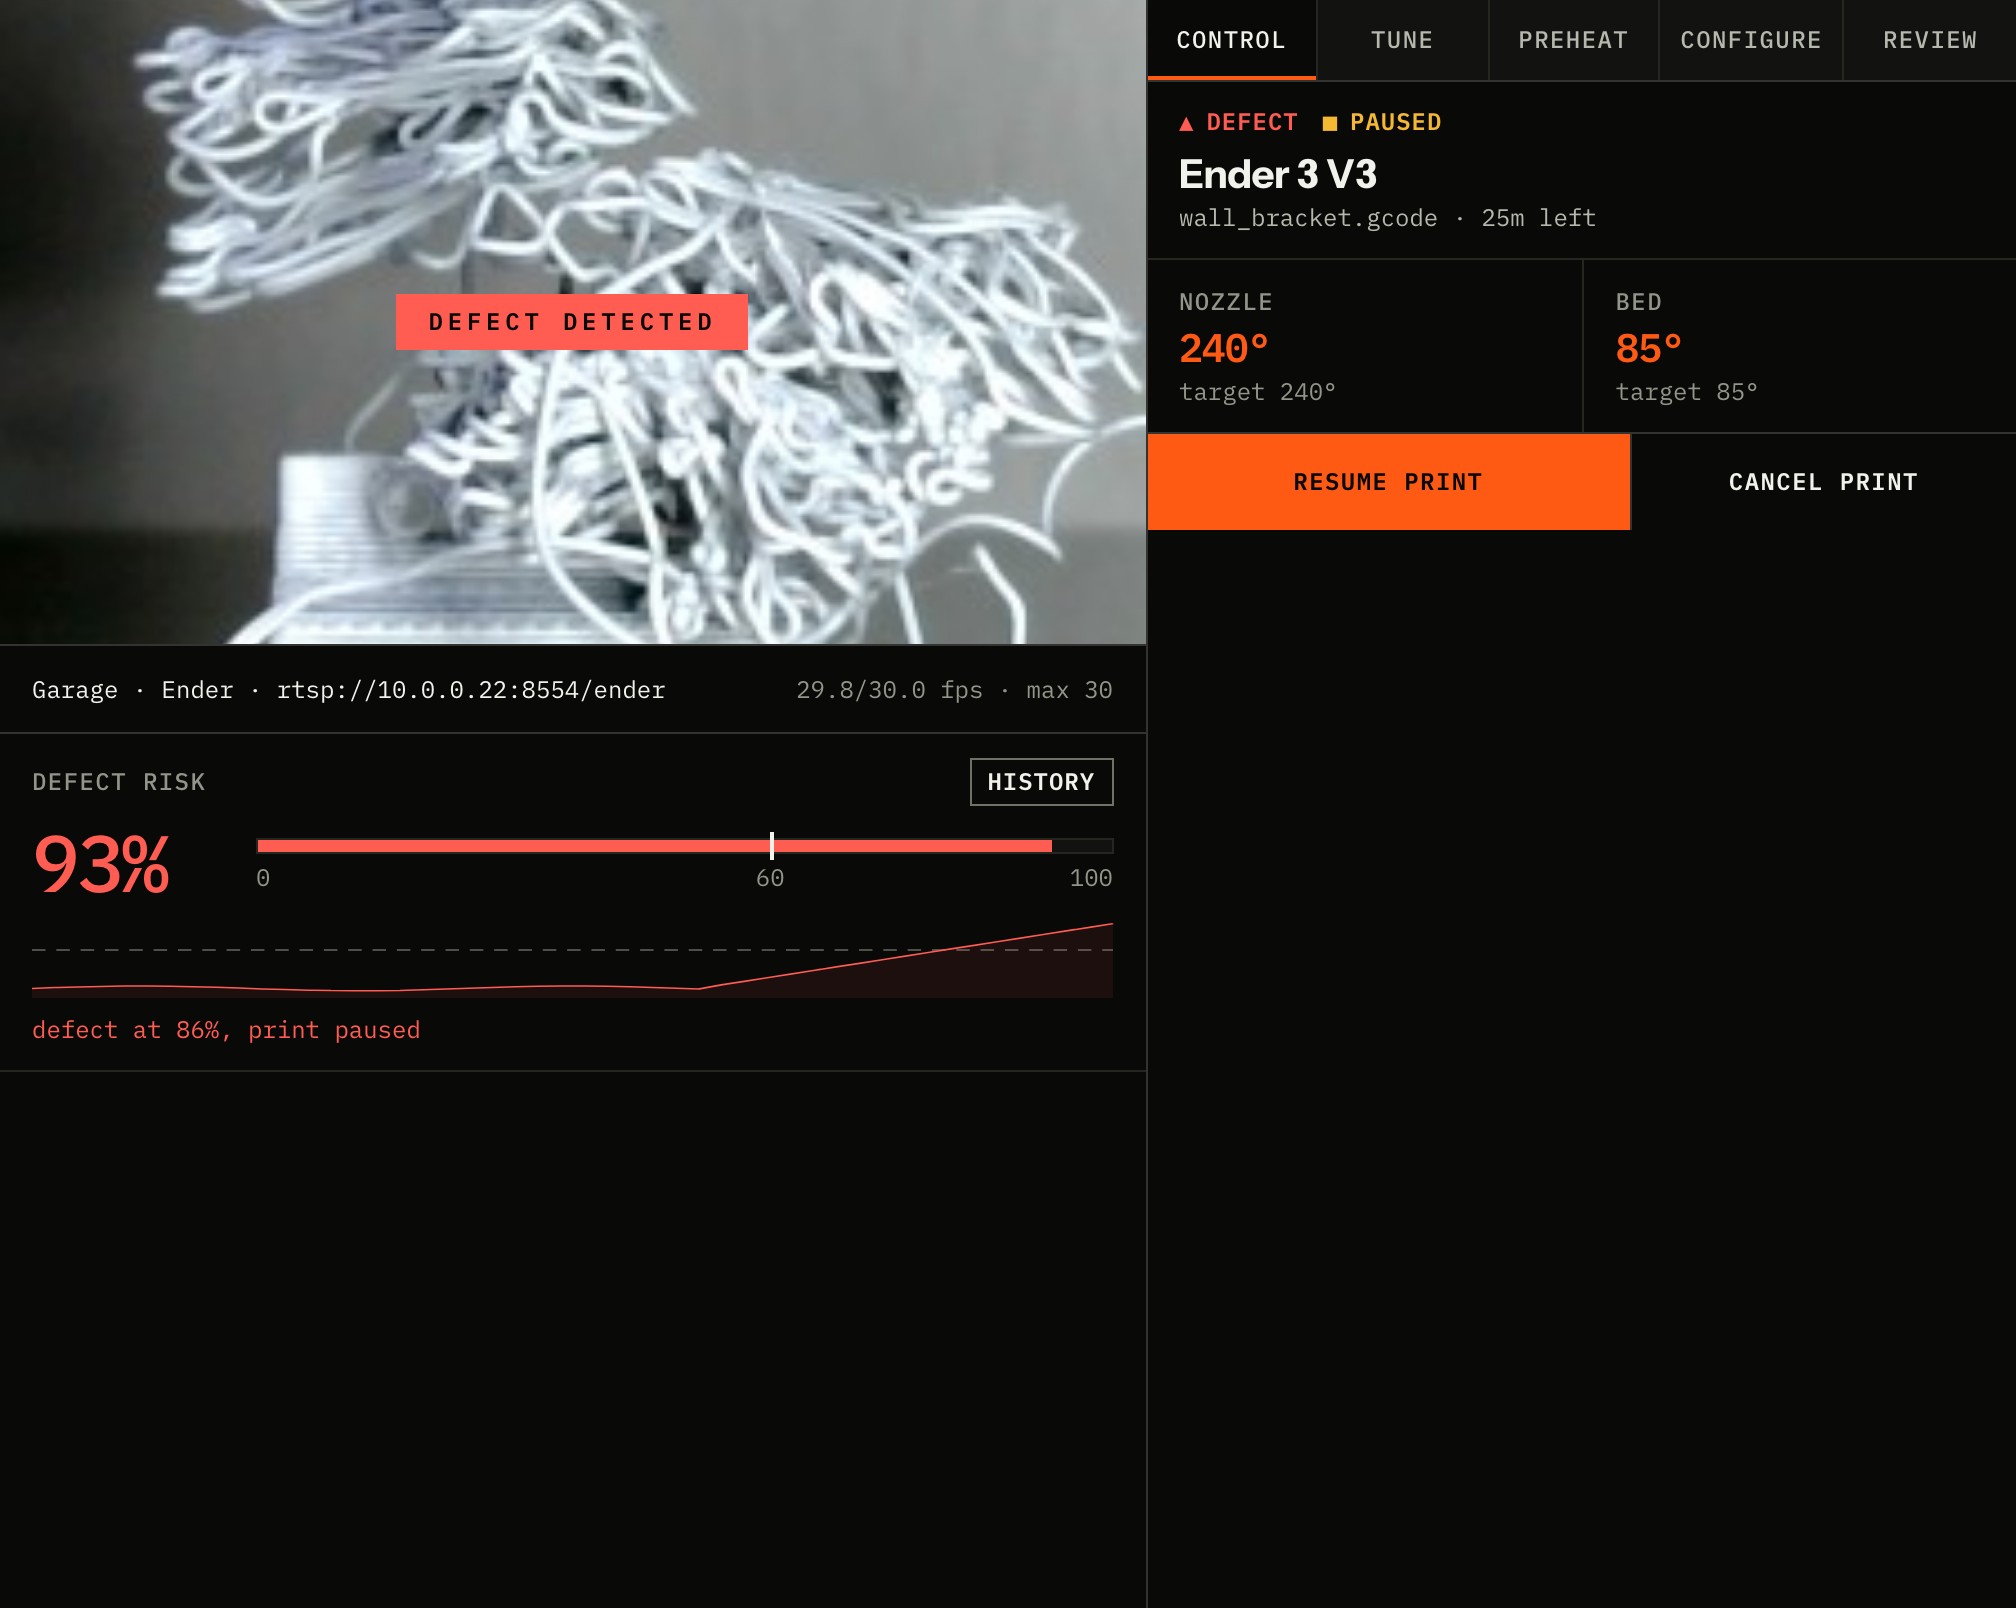 DEFECT DETECTED
Garage · Ender · rtsp://10.0.0.22:8554/ender
29.8/30.0 fps · max 30
DEFECT RISK
HISTORY
93%
0 60 100
defect at 86%, print paused
CONTROL TUNE PREHEAT CONFIGURE REVIEW
▲ DEFECT ■ PAUSED
Ender 3 V3
wall_bracket.gcode · 25m left
NOZZLE
240°
target 240°
BED
85°
target 85°
RESUME PRINT
CANCEL PRINT